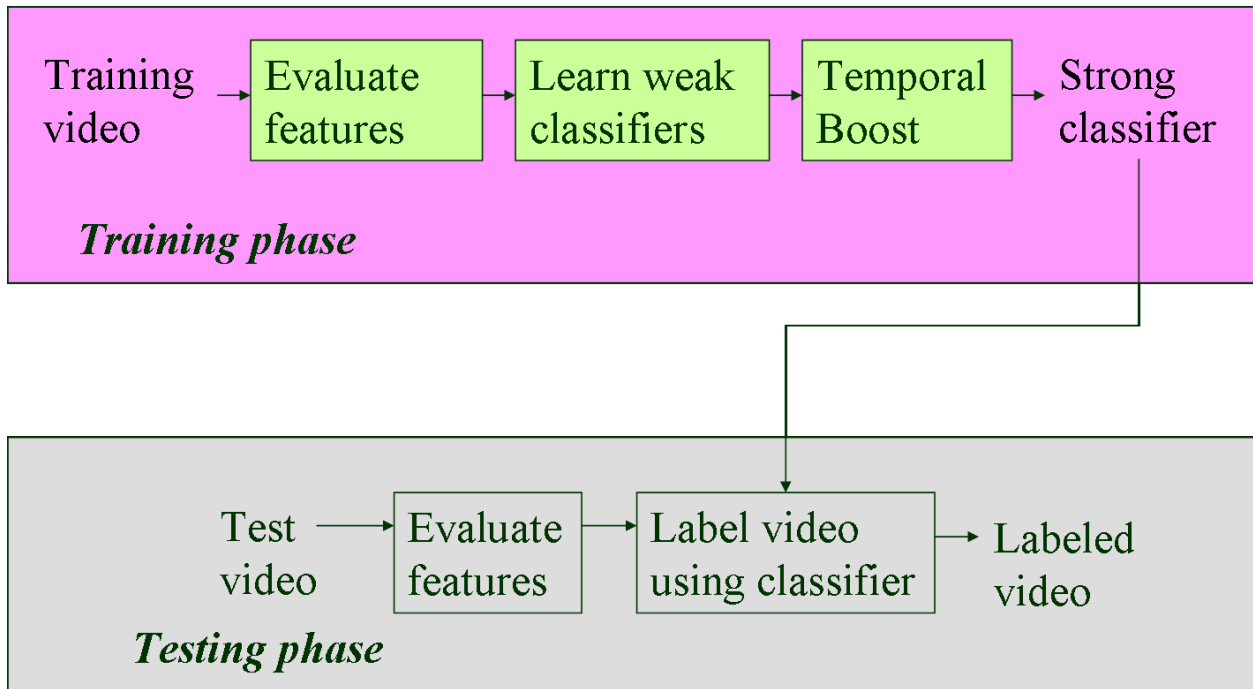 Training
video
Evaluate
features
Learn weak
classifiers
Temporal
Boost
Strong
classifier
Training phase
Test
video
Evaluate
features
Label video
using classifier
Labeled
video
Testing phase